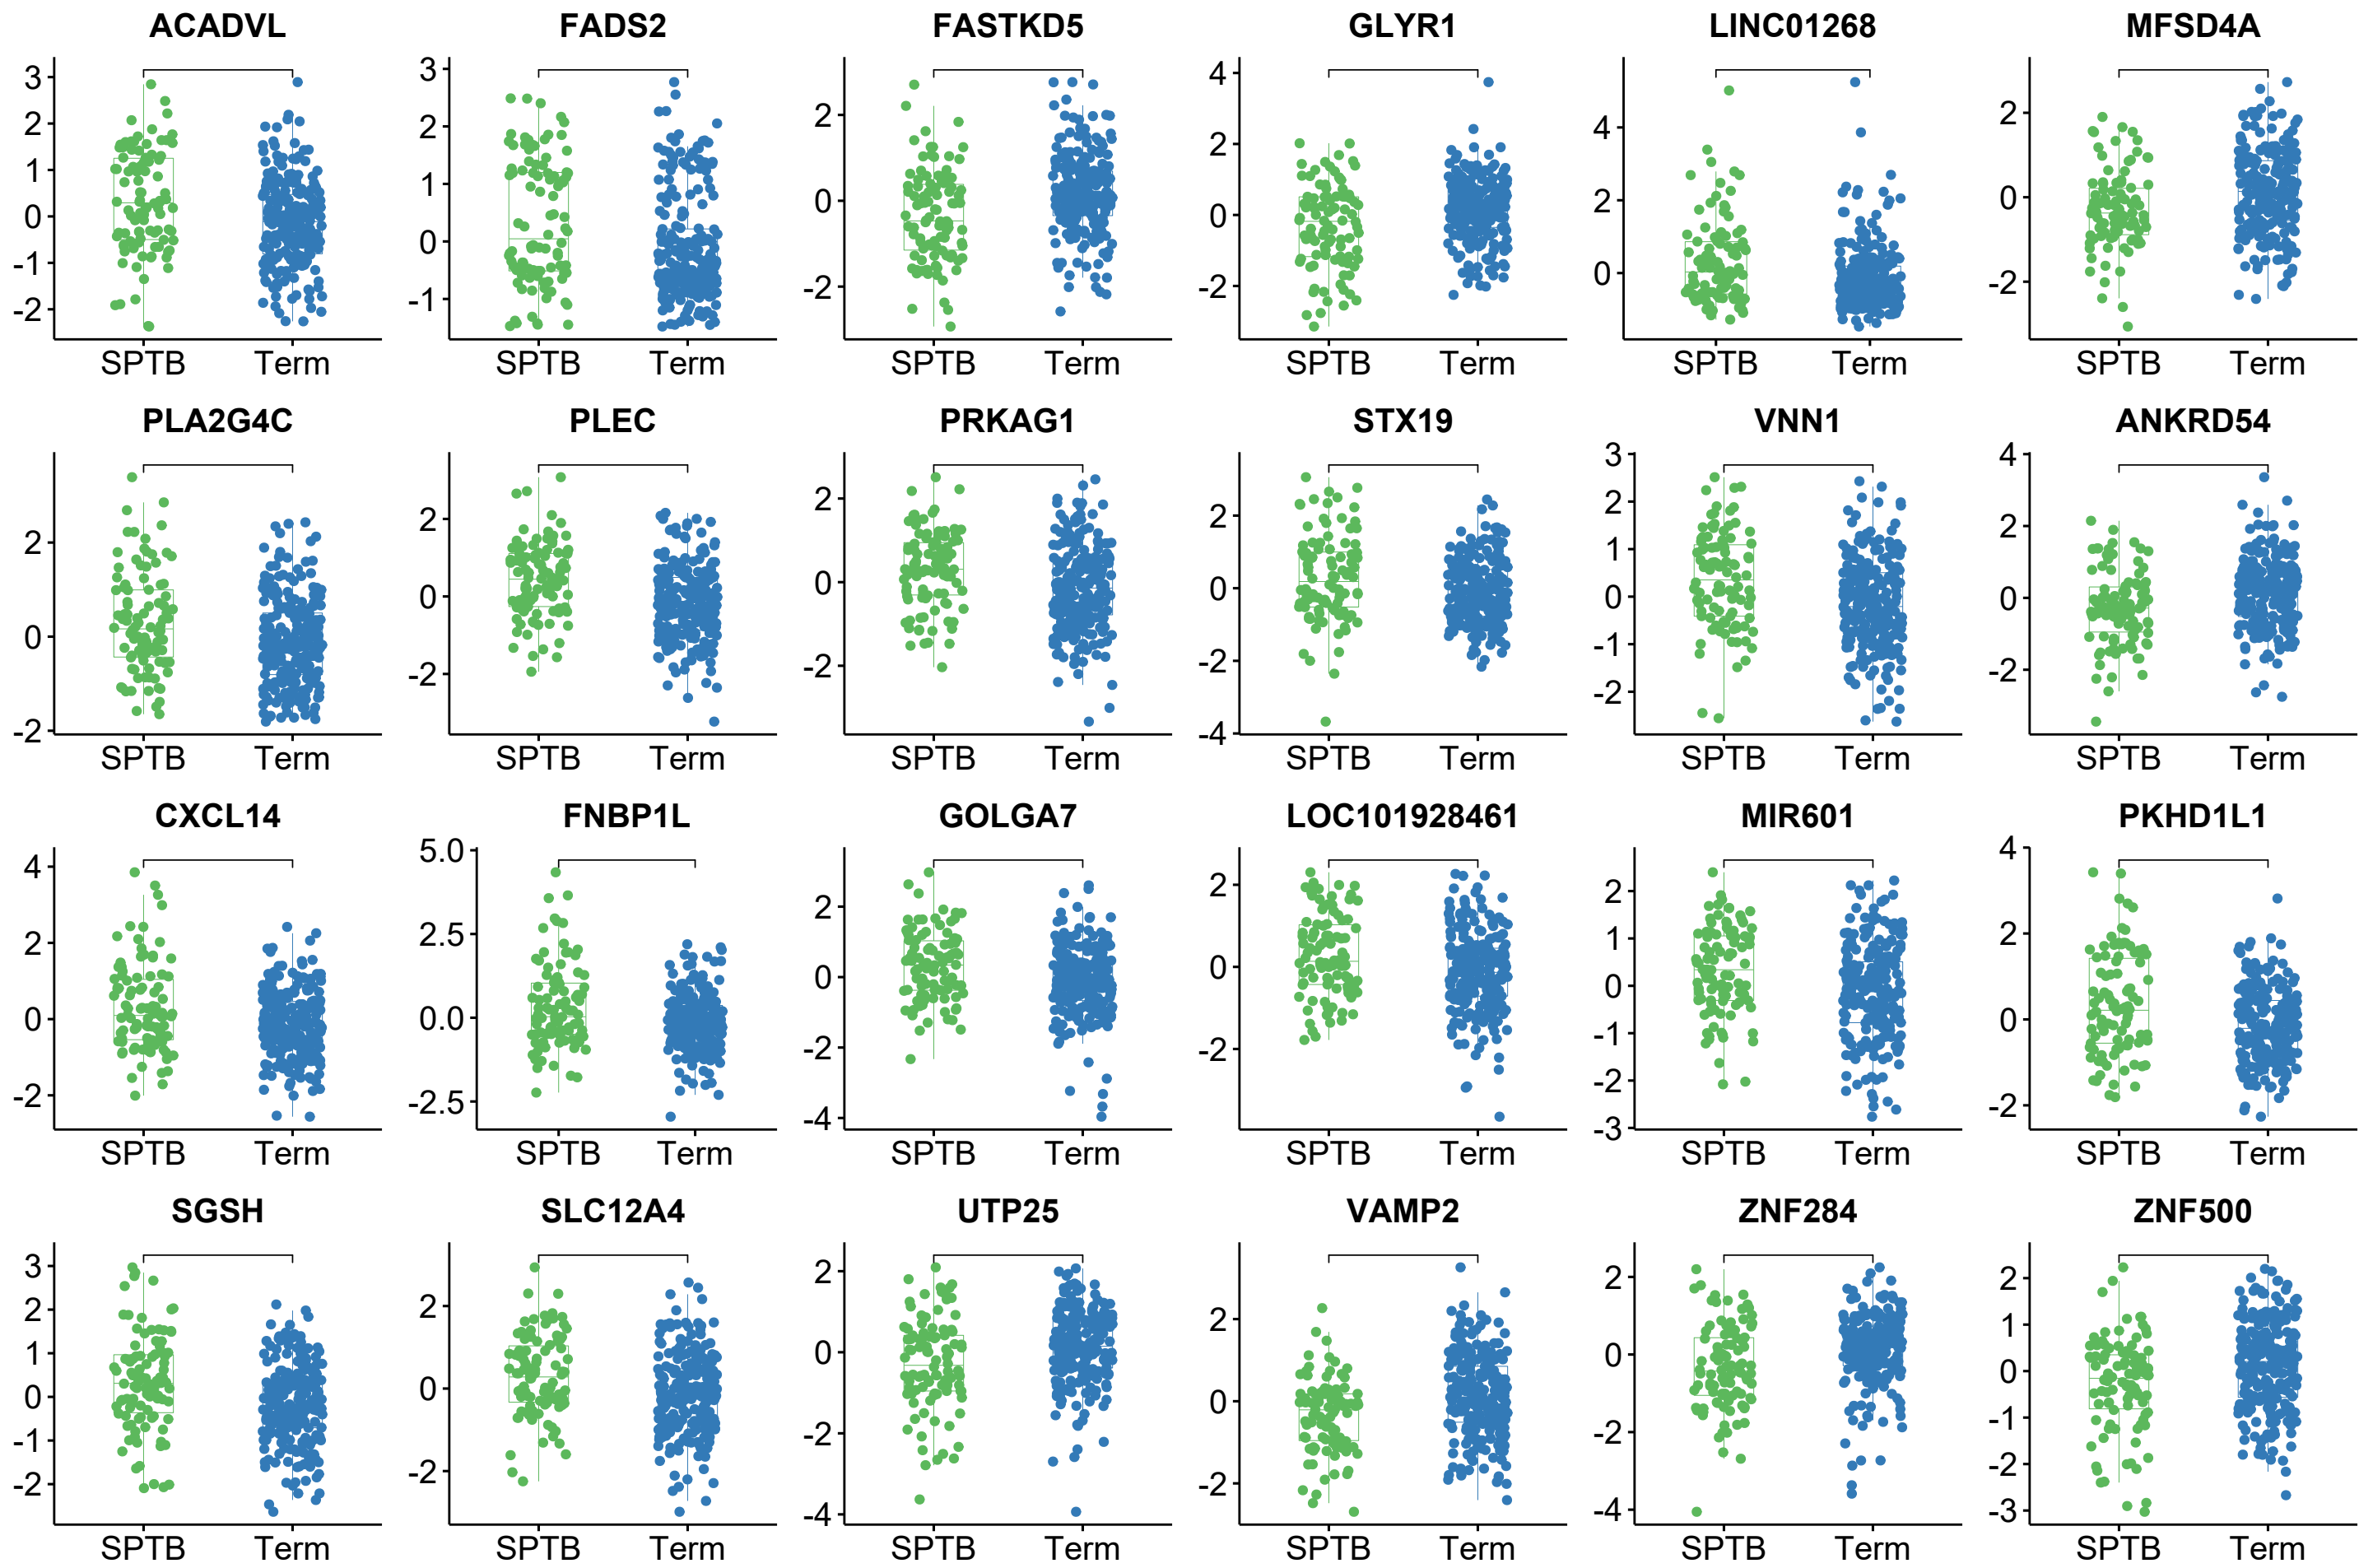 ACADVL FADS2 FASTKD5 GLYR1 LINC01268 MFSD4A
3 2 1 0 -1 -2
3 2 1 0 -1
2 0 -2
4 2 0 -2
4 2 0
2 0 -2
SPTB Term SPTB Term SPTB Term SPTB Term SPTB Term SPTB Term
PLA2G4C PLEC PRKAG1 STX19 VNN1 ANKRD54
2 0 -2
2 0 -2
2 0 -2
2 0 -2 -4
3 2 1 0 -1 -2
4 2 0 -2
SPTB Term SPTB Term SPTB Term SPTB Term SPTB Term SPTB Term
CXCL14 FNBP1L GOLGA7 LOC101928461 MIR601 PKHD1L1
4 2 0 -2
5.0 2.5 0.0 -2.5
2 0 -2 -4
2 0 -2
2 1 0 -1 -2 -3
4 2 0 -2
SPTB Term SPTB Term SPTB Term SPTB Term SPTB Term SPTB Term
SGSH SLC12A4 UTP25 VAMP2 ZNF284 ZNF500
3 2 1 0 -1 -2
2 0 -2
2 0 -2 -4
2 0 -2
2 0 -2 -4
2 1 0 -1 -2 -3
SPTB Term SPTB Term SPTB Term SPTB Term SPTB Term SPTB Term